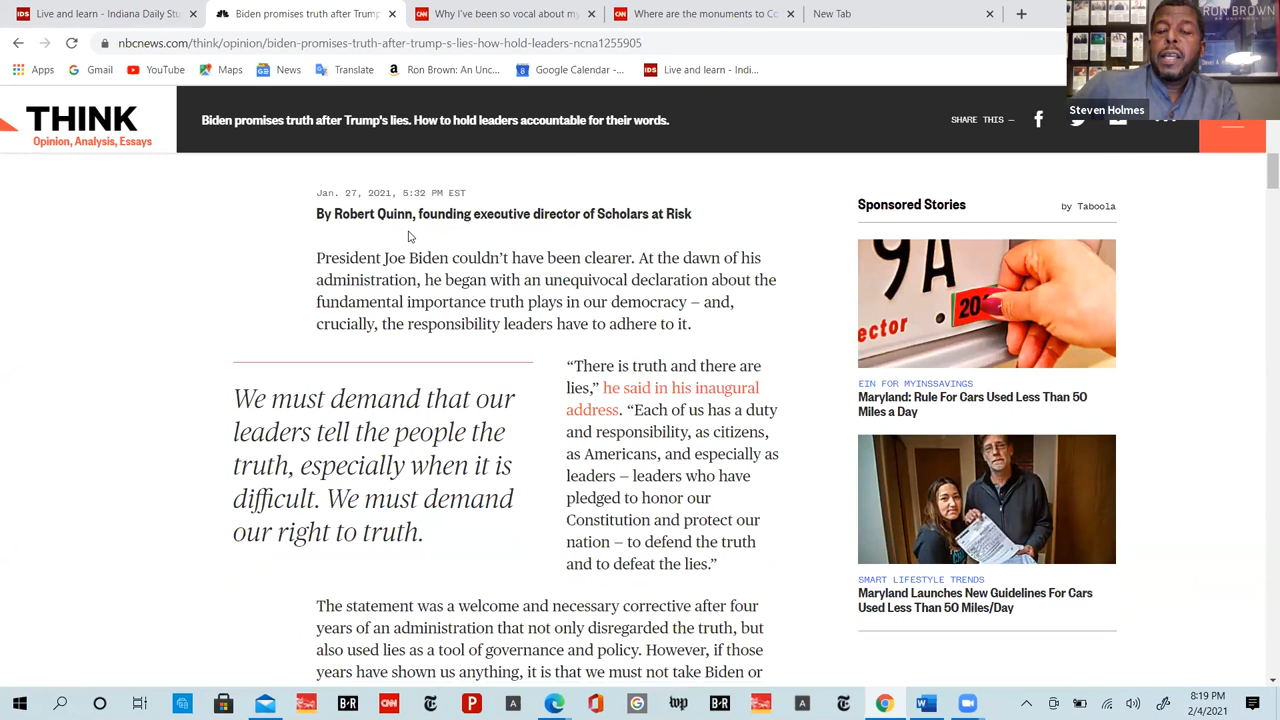 Live and learn - Indiana Daily St
Biden promises truth after Trump
I've been so vocal
Where are the monuments to Co
New Tab
nbcnews.com/think/opinion/biden-promises-truth-after-trump-s-lies-how-hold-leaders-ncna1255905
Apps
Gmail
YouTube
Maps
News
Translate
Ron Brown An Unc...
Google Calendar -...
Live and learn - Indi...
RON BROWN
Steven Holmes
THINK
Opinion, Analysis, Essays
Biden promises truth after Trump's lies. How to hold leaders accountable for their words.
SHARE THIS —
Jan. 27, 2021, 5:32 PM EST
By Robert Quinn, founding executive director of Scholars at Risk
President Joe Biden couldn't have been clearer. At the dawn of his
administration, he began with an unequivocal declaration about the
fundamental importance truth plays in our democracy — and,
crucially, the responsibility leaders have to adhere to it.
We must demand that our
leaders tell the people the
truth, especially when it is
difficult. We must demand
our right to truth.
“There is truth and there are
lies,” he said in his inaugural
address. “Each of us has a duty
and responsibility, as citizens,
as Americans, and especially as
leaders — leaders who have
pledged to honor our
Constitution and protect our
nation — to defend the truth
and to defeat the lies.”
The statement was a welcome and necessary corrective after four
years of an administration that not only disregarded the truth, but
also used lies as a tool of governance and policy. However, if those
years have shown us anything, it is that we must not take Biden or
Sponsored Stories
by Taboola
9A
20
ector
EIN FOR MYINSSAVINGS
Maryland: Rule For Cars Used Less Than 50
Miles a Day
SMART LIFESTYLE TRENDS
Maryland Launches New Guidelines For Cars
Used Less Than 50 Miles/Day
8:19 PM
2/4/2021